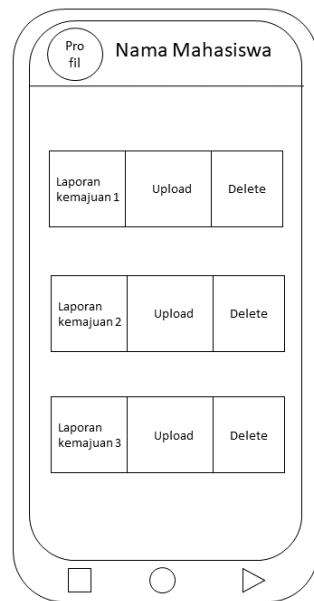 Pro
fil
Nama Mahasiswa
Laporan
kemajuan 1
Upload
Delete
Laporan
kemajuan 2
Upload
Delete
Laporan
kemajuan 3
Upload
Delete